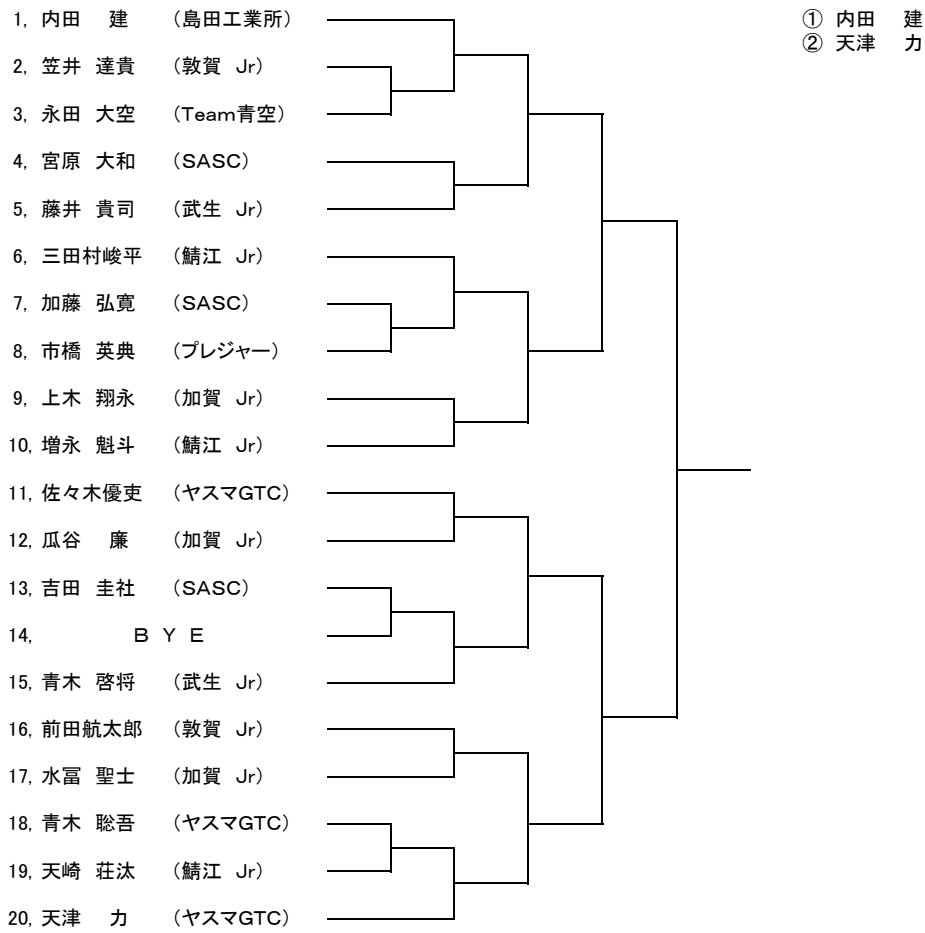 1, 内田 建 (島田工業所)
① 内田 建
② 天津 力
2, 笠井 達貴 (敦賀 Jr)
3, 永田 大空 (Team青空)
4, 宮原 大和 (SASC)
5, 藤井 貴司 (武生 Jr)
6, 三田村峻平 (鯖江 Jr)
7, 加藤 弘寛 (SASC)
8, 市橋 英典 (プレジャー)
9, 上木 翔永 (加賀 Jr)
10, 増永 魁斗 (鯖江 Jr)
11, 佐々木優吏 (ヤスマGTC)
12, 瓜谷 廉 (加賀 Jr)
13, 吉田 圭社 (SASC)
14, B Y E
15, 青木 啓将 (武生 Jr)
16, 前田航太郎 (敦賀 Jr)
17, 水冨 聖士 (加賀 Jr)
18, 青木 聡吾 (ヤスマGTC)
19, 天崎 荘汰 (鯖江 Jr)
20, 天津 力 (ヤスマGTC)